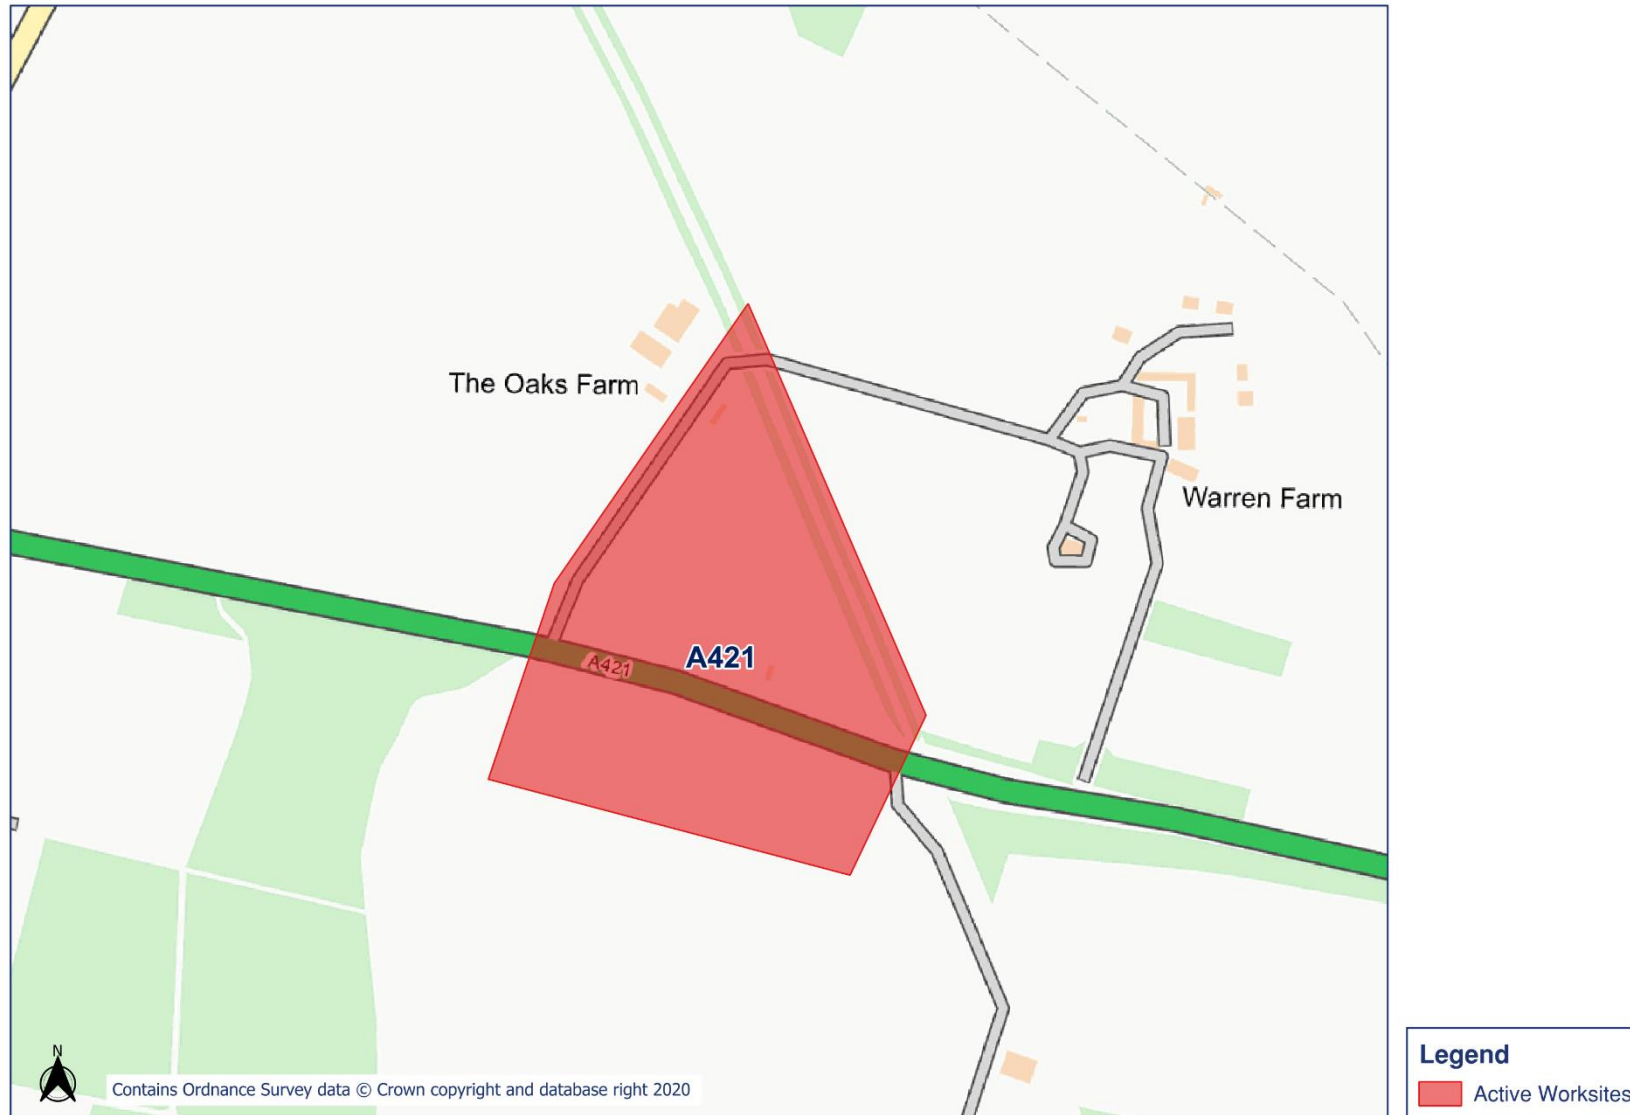 The Oaks Farm
Warren Farm
A421
A421
N
Contains Ordnance Survey data © Crown copyright and database right 2020
Legend
Active Worksites